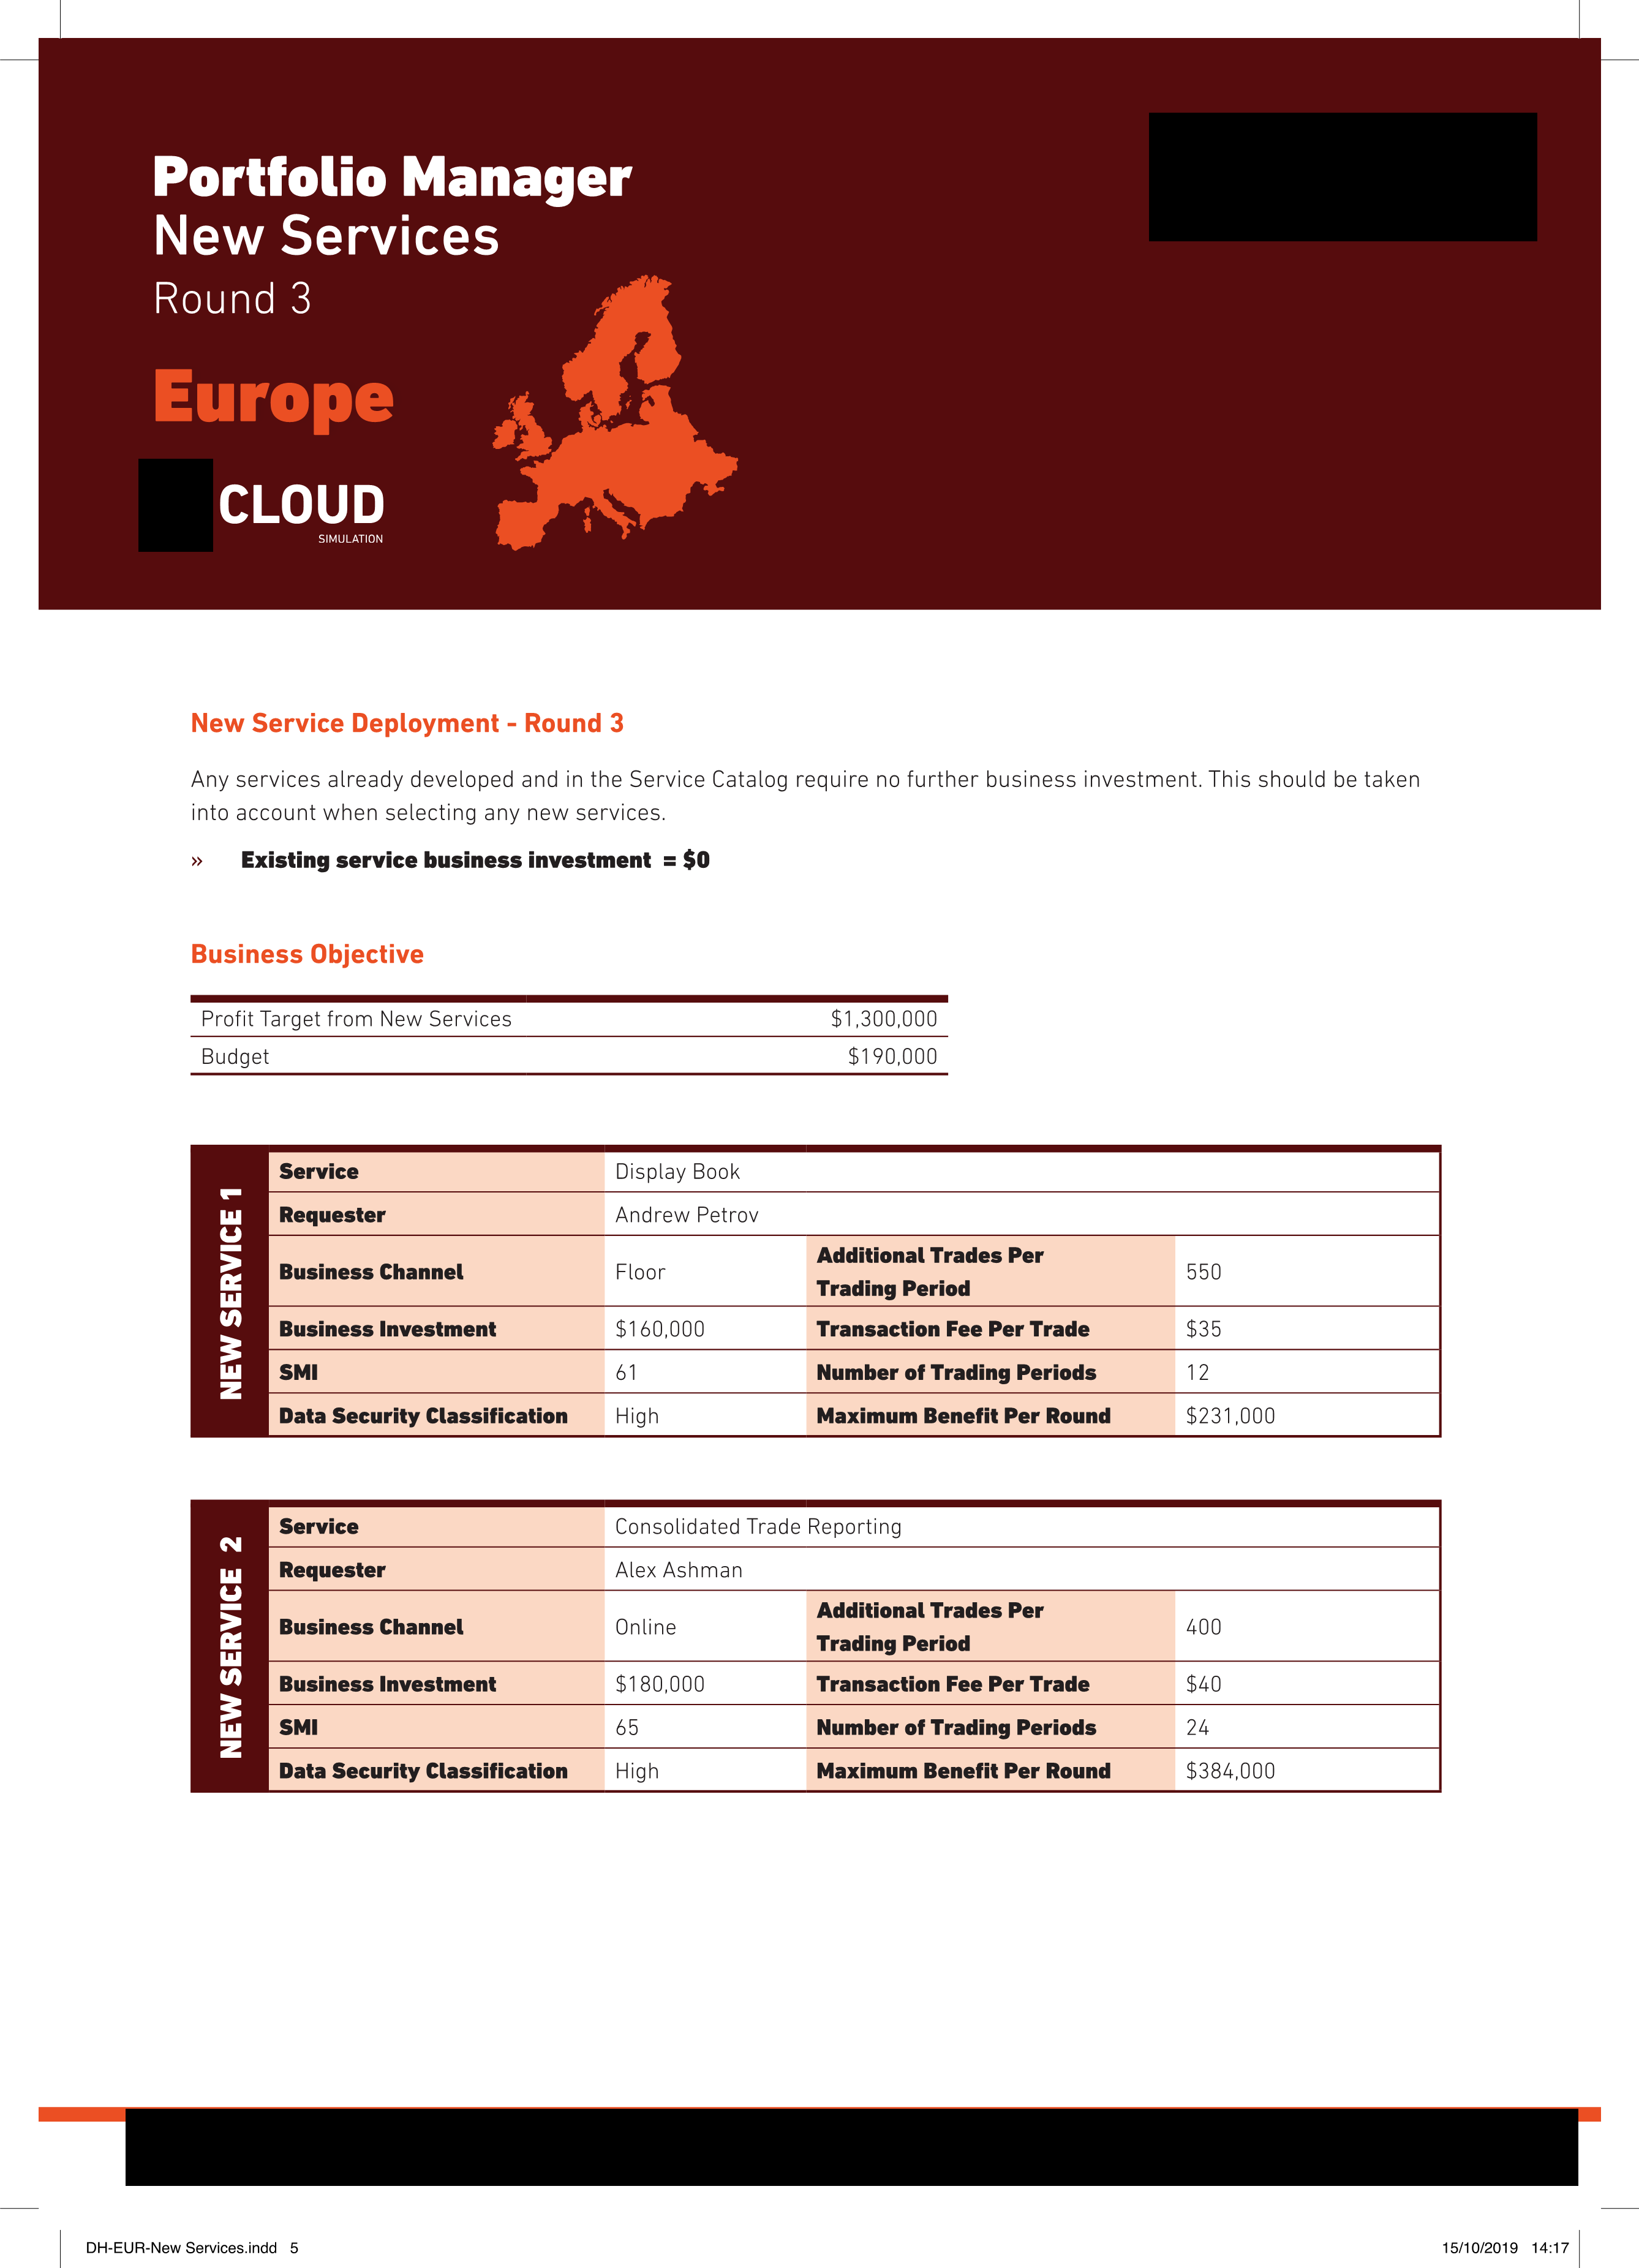 Portfolio Manager
New Services
Round 3
Europe
CLOUD
SIMULATION
New Service Deployment - Round 3
Any services already developed and in the Service Catalog require no further business investment. This should be taken
into account when selecting any new services.
» Existing service business investment = $0
Business Objective
Profit Target from New Services $1,300,000
Budget $190,000
NEW SERVICE 1
Service Display Book
Requester Andrew Petrov
Business Channel Floor Additional Trades Per
Trading Period 550
Business Investment $160,000 Transaction Fee Per Trade $35
SMI 61 Number of Trading Periods 12
Data Security Classification High Maximum Benefit Per Round $231,000
NEW SERVICE 2
Service Consolidated Trade Reporting
Requester Alex Ashman
Business Channel Online Additional Trades Per
Trading Period 400
Business Investment $180,000 Transaction Fee Per Trade $40
SMI 65 Number of Trading Periods 24
Data Security Classification High Maximum Benefit Per Round $384,000
DH-EUR-New Services.indd 5 15/10/2019 14:17